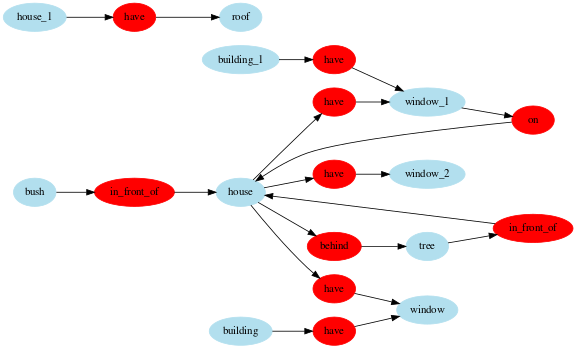 house_1 have roof
building_1 have
have window_1
on
have window_2
bush in_front_of house
in_front_of
behind tree
have
window
building have